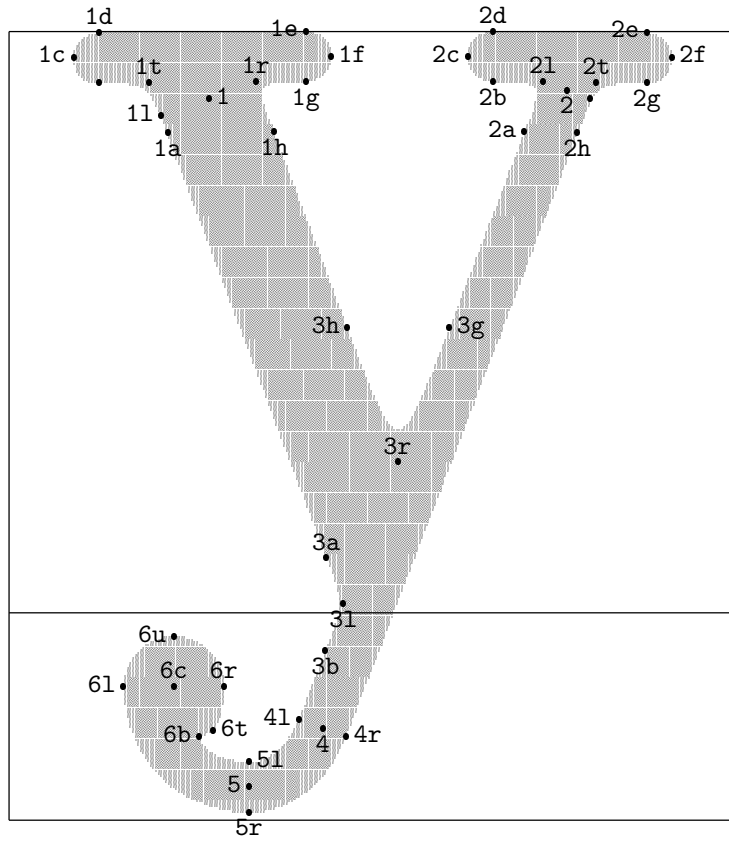 1d 1e 2d 2e
1c 1t 1r 1f 2c 2l 2t 2f
1 1g 2b 2 2g
1l
1a 1h 2a 2h
3h 3g
3r
3a
3l
6u
3b
6l 6c 6r
4l
6b 6t 4 4r
5l
5
5r